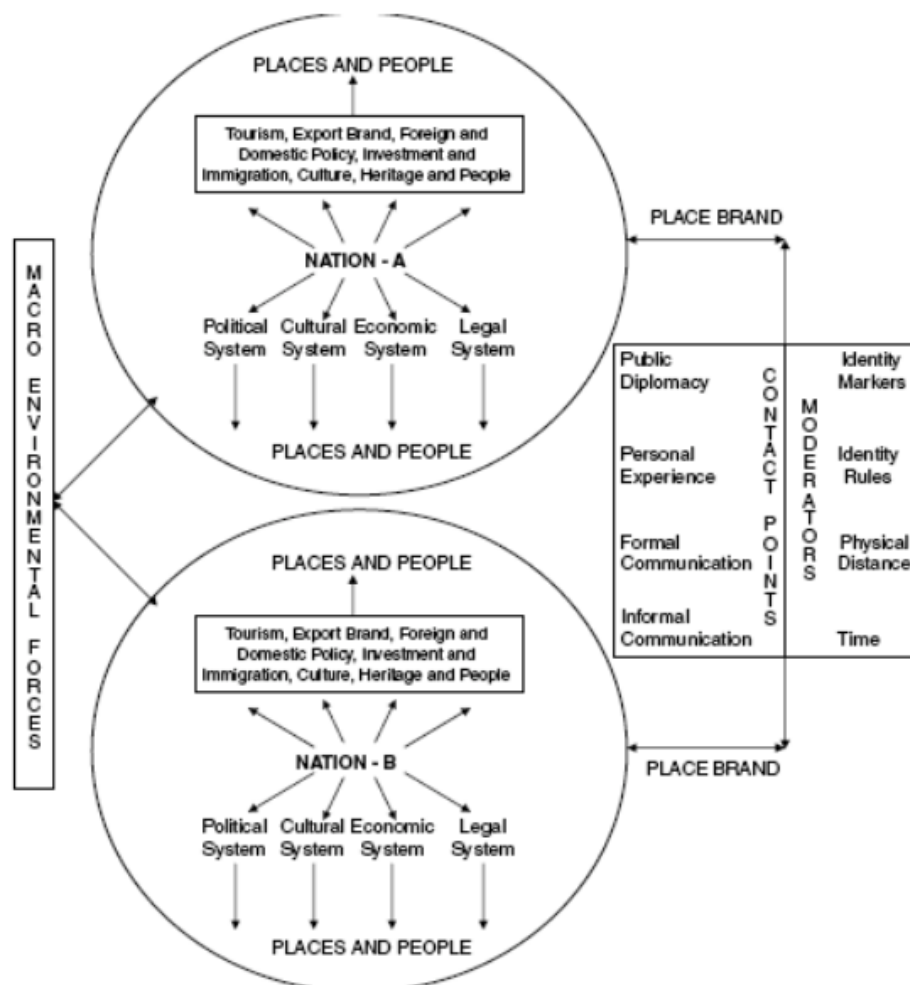 PLACES AND PEOPLE
Tourism, Export Brand, Foreign and
Domestic Policy, Investment and
Immigration, Culture, Heritage and People
NATION - A
Political System
Cultural System
Economic System
Legal System
PLACES AND PEOPLE
MACRO ENVIRONMENTAL FORCES
PLACE BRAND
Public
Diplomacy
Personal
Experience
Formal
Communication
Informal
Communication
CONTACT POINTS
MODERATORS
Identity
Markers
Identity
Rules
Physical
Distance
Time
PLACE BRAND
PLACES AND PEOPLE
Tourism, Export Brand, Foreign and
Domestic Policy, Investment and
Immigration, Culture, Heritage and People
NATION - B
Political System
Cultural System
Economic System
Legal System
PLACES AND PEOPLE